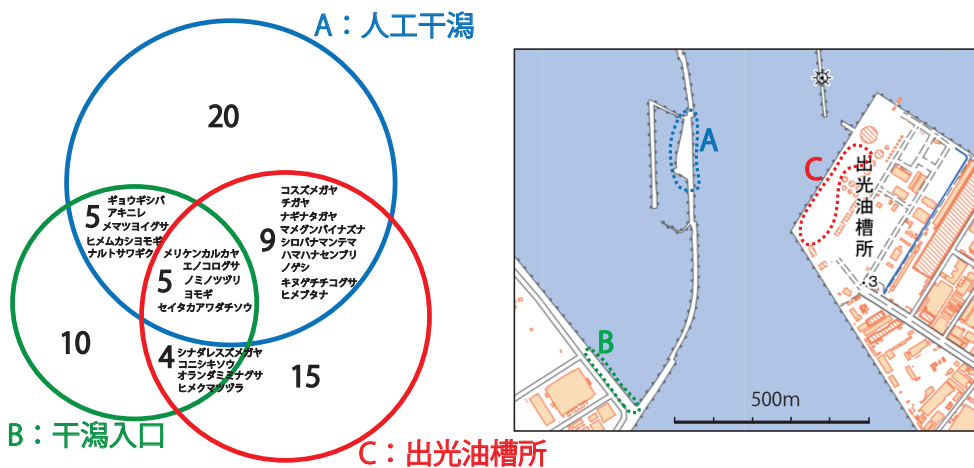 A：人工干潟
20
5
ギョウギシバ
アキニレ
メマツヨイグサ
ヒメムカシヨモギ
ナルトサワギク
9
コスズメガヤ
チガヤ
ナギナタガヤ
マメグンバイナズナ
シロバナマンテマ
ハマハナセンブリ
ノゲシ
キヌゲチチコグサ
ヒメブタナ
5
メリケンカルカヤ
エノコログサ
ノミノツヅリ
ヨモギ
セイタカアワダチソウ
10
4
シナダレスズメガヤ
コニシキソウ
オランダミミナグサ
ヒメクマツヅラ
15
B：干潟入口
C：出光油槽所
A
B
C
出光油槽所
3
500m